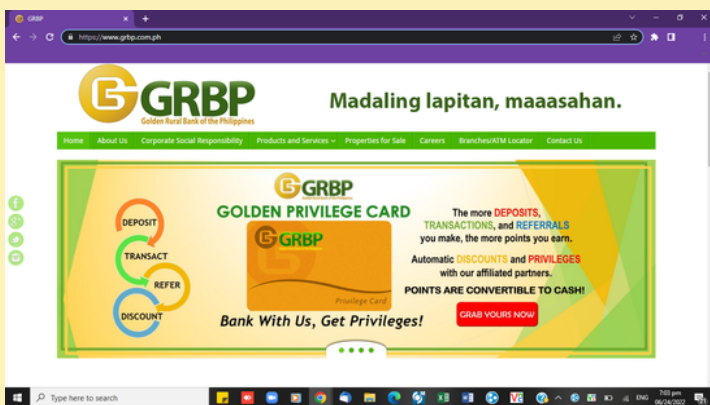 GRBP
https://www.grbp.com.ph
GRBP
Golden Rural Bank of the Philippines
Madaling lapitan, maaasahan.
Home About Us Corporate Social Responsibility Products and Services Properties for Sale Careers Branches/ATM Locator Contact Us
GRBP
GOLDEN PRIVILEGE CARD
DEPOSIT
TRANSACT
REFER
DISCOUNT
GRBP
Privilege Card
Bank With Us, Get Privileges!
The more DEPOSITS,
TRANSACTIONS, and REFERRALS
you make, the more points you earn.
Automatic DISCOUNTS and PRIVILEGES
with our affiliated partners.
POINTS ARE CONVERTIBLE TO CASH!
GRAB YOURS NOW
Type here to search
ENG
7:03 pm
06/24/2022